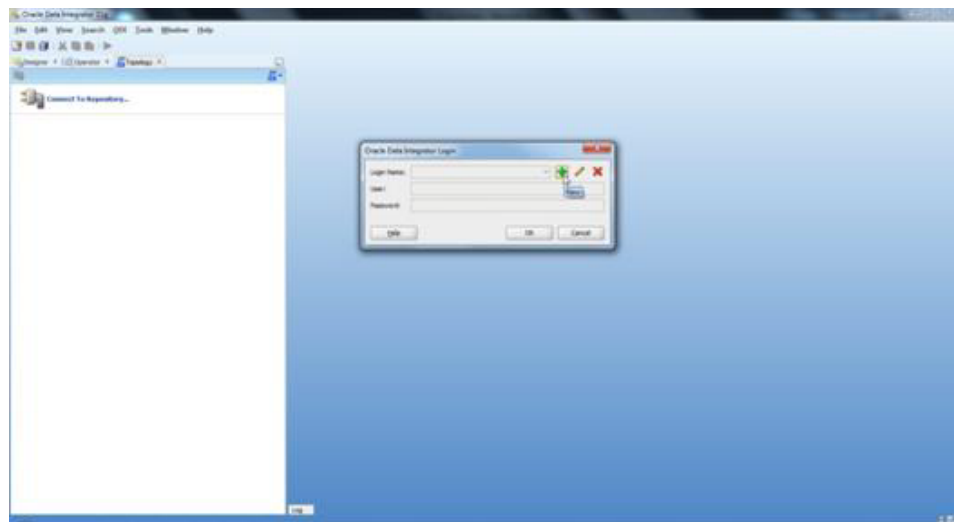 Oracle Data Integrator 11g
File Edit View Search ODI Tools Window Help
Designer Operator Topology
Connect To Repository...
Oracle Data Integrator Login
Login Name:
User:
Password:
New
Help OK Cancel
Log